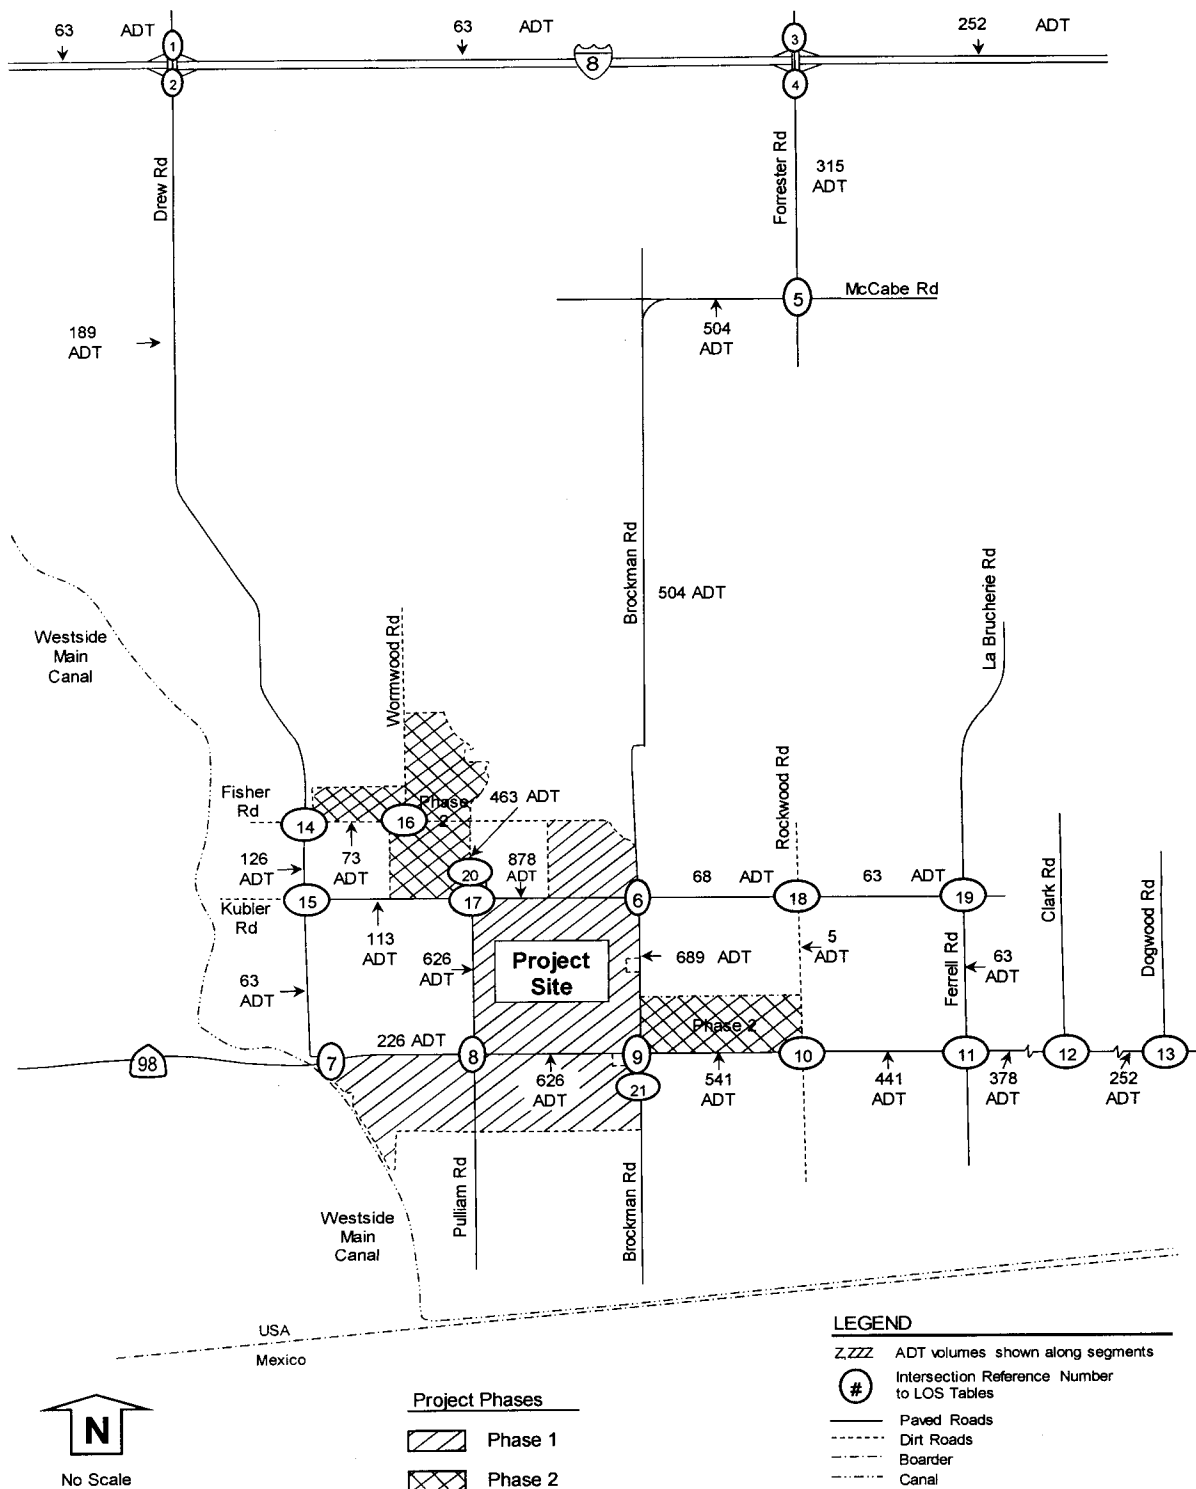 63 ADT
63 ADT
252 ADT
1
2
8
3
4
Drew Rd
Forrester Rd
315
ADT
5
McCabe Rd
504
ADT
189
ADT
Brockman Rd
504 ADT
La Brucherie Rd
Westside
Main
Canal
Wormwood Rd
Rockwood Rd
Fisher
Rd
14
16
Phase
2
463 ADT
126
ADT
73
ADT
20
878
ADT
68 ADT
63 ADT
Clark Rd
Dogwood Rd
15
17
6
18
19
Kubler
Rd
113
ADT
626
ADT
Project
Site
689 ADT
5
ADT
Ferrell Rd
63
ADT
63
ADT
Phase 2
98
226 ADT
7
8
9
10
11
12
13
21
626
ADT
541
ADT
441
ADT
378
ADT
252
ADT
Pulliam Rd
Brockman Rd
Westside
Main
Canal
USA
Mexico
LEGEND
Z,ZZZ ADT volumes shown along segments
# Intersection Reference Number
to LOS Tables
Paved Roads
Dirt Roads
Boarder
Canal
N
No Scale
Project Phases
Phase 1
Phase 2